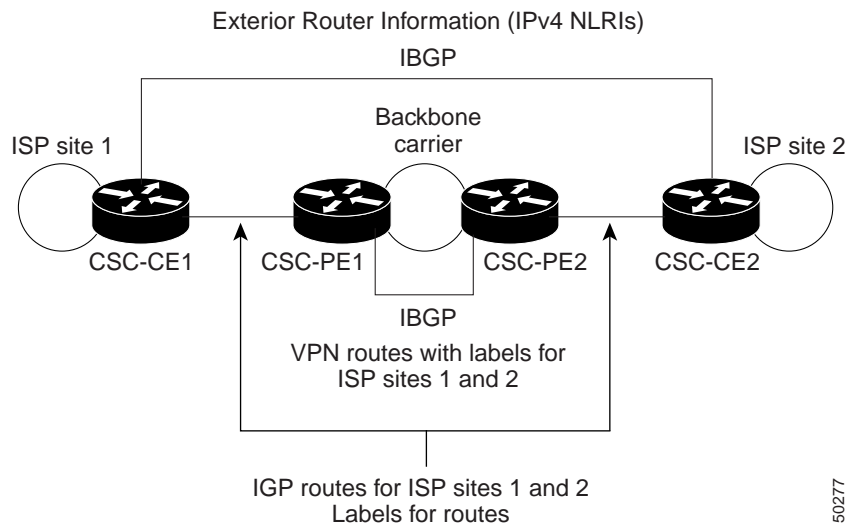 Exterior Router Information (IPv4 NLRIs)
IBGP
ISP site 1
Backbone
carrier
ISP site 2
CSC-CE1
CSC-PE1
CSC-PE2
CSC-CE2
IBGP
VPN routes with labels for
ISP sites 1 and 2
IGP routes for ISP sites 1 and 2
Labels for routes
50277